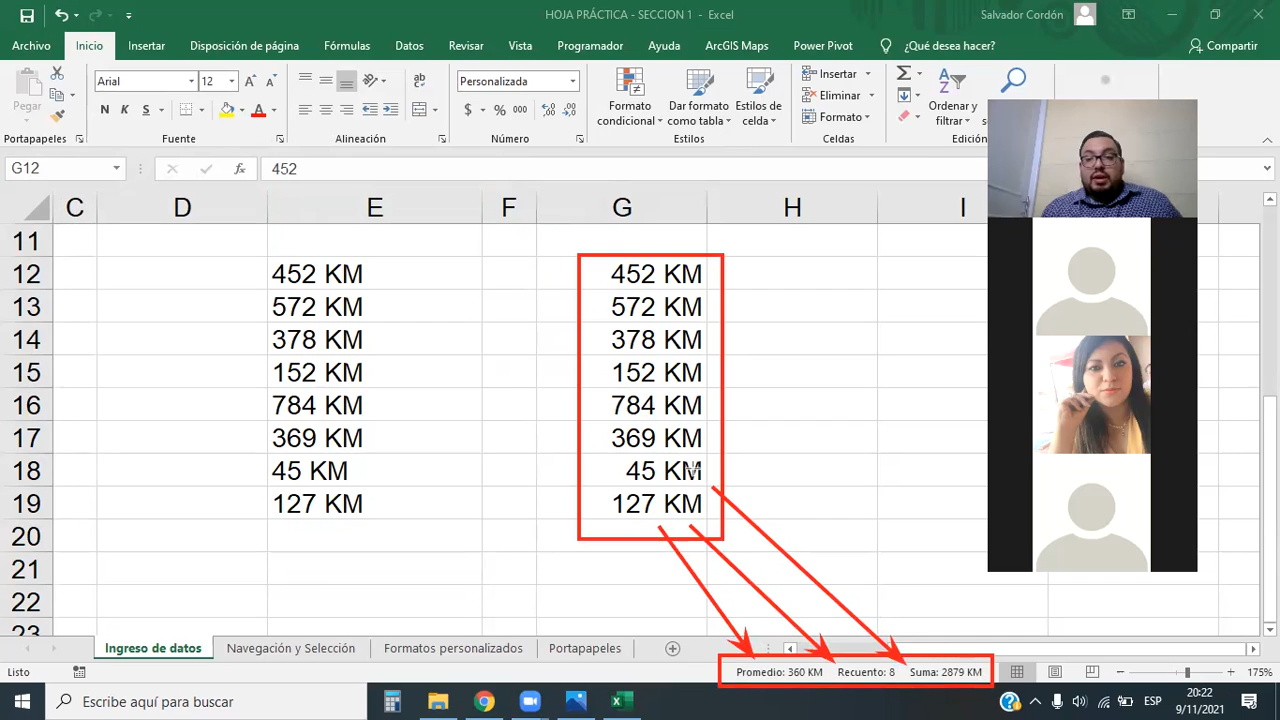 HOJA PRÁCTICA - SECCION 1 - Excel
Salvador Cordón
Archivo Inicio Insertar Disposición de página Fórmulas Datos Revisar Vista Programador Ayuda ArcGIS Maps Power Pivot ¿Qué desea hacer? Compartir
Pegar
Portapapeles
Arial 12
N K S
Fuente
ab
Alineación
Personalizada
$ % 000
Número
Formato condicional
Dar formato como tabla
Estilos de celda
Estilos
Insertar
Eliminar
Formato
Celdas
Ordenar y filtrar
Edición
G12 fx 452
C D E F G H I
11
12 452 KM 452 KM
13 572 KM 572 KM
14 378 KM 378 KM
15 152 KM 152 KM
16 784 KM 784 KM
17 369 KM 369 KM
18 45 KM 45 KM
19 127 KM 127 KM
20
21
22
23
Ingreso de datos Navegación y Selección Formatos personalizados Portapapeles
Listo Promedio: 360 KM Recuento: 8 Suma: 2879 KM 175%
Escribe aquí para buscar ESP 20:22
9/11/2021